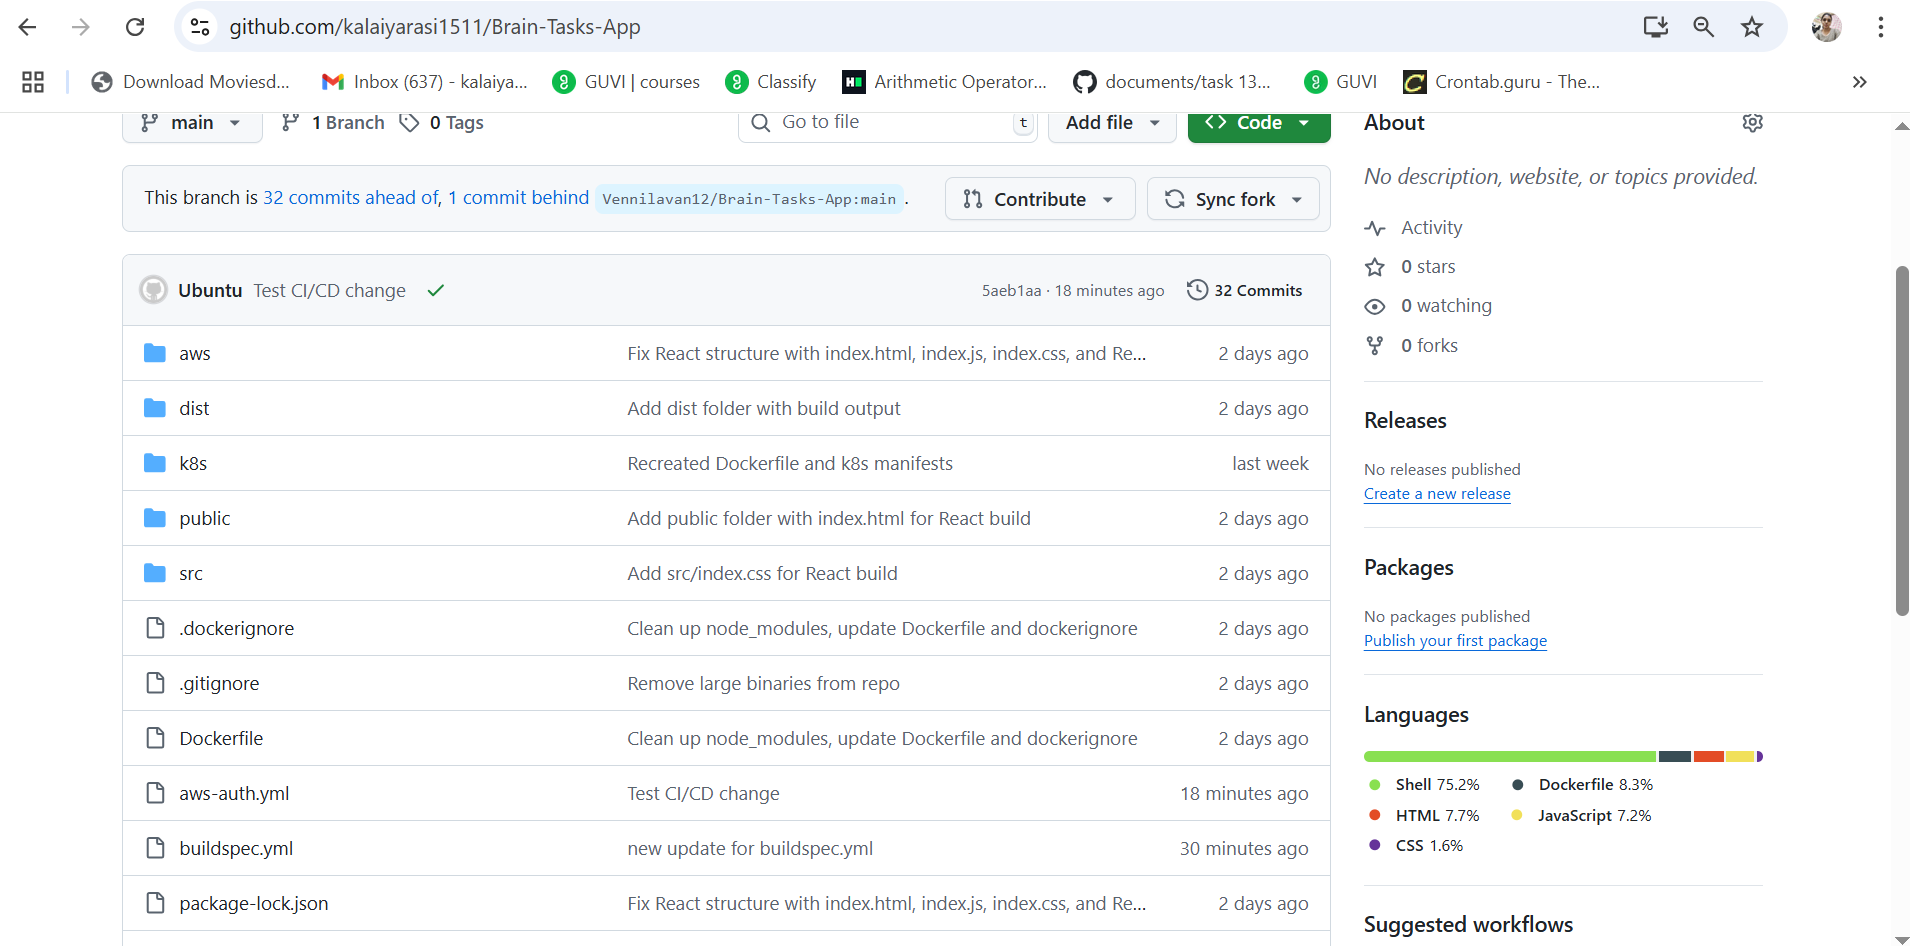 github.com/kalaiyarasi1511/Brain-Tasks-App
Download Moviesd... Inbox (637) - kalaiya... GUVI | courses Classify Arithmetic Operator... documents/task 13... GUVI Crontab.guru - The...
main 1 Branch 0 Tags Go to file t Add file Code
This branch is 32 commits ahead of, 1 commit behind Vennilavan12/Brain-Tasks-App:main . Contribute Sync fork
Ubuntu Test CI/CD change 5aeb1aa · 18 minutes ago 32 Commits
aws Fix React structure with index.html, index.js, index.css, and Re... 2 days ago
dist Add dist folder with build output 2 days ago
k8s Recreated Dockerfile and k8s manifests last week
public Add public folder with index.html for React build 2 days ago
src Add src/index.css for React build 2 days ago
.dockerignore Clean up node_modules, update Dockerfile and dockerignore 2 days ago
.gitignore Remove large binaries from repo 2 days ago
Dockerfile Clean up node_modules, update Dockerfile and dockerignore 2 days ago
aws-auth.yml Test CI/CD change 18 minutes ago
buildspec.yml new update for buildspec.yml 30 minutes ago
package-lock.json Fix React structure with index.html, index.js, index.css, and Re... 2 days ago
About
No description, website, or topics provided.
Activity
0 stars
0 watching
0 forks
Releases
No releases published
Create a new release
Packages
No packages published
Publish your first package
Languages
Shell 75.2% Dockerfile 8.3%
HTML 7.7% JavaScript 7.2%
CSS 1.6%
Suggested workflows